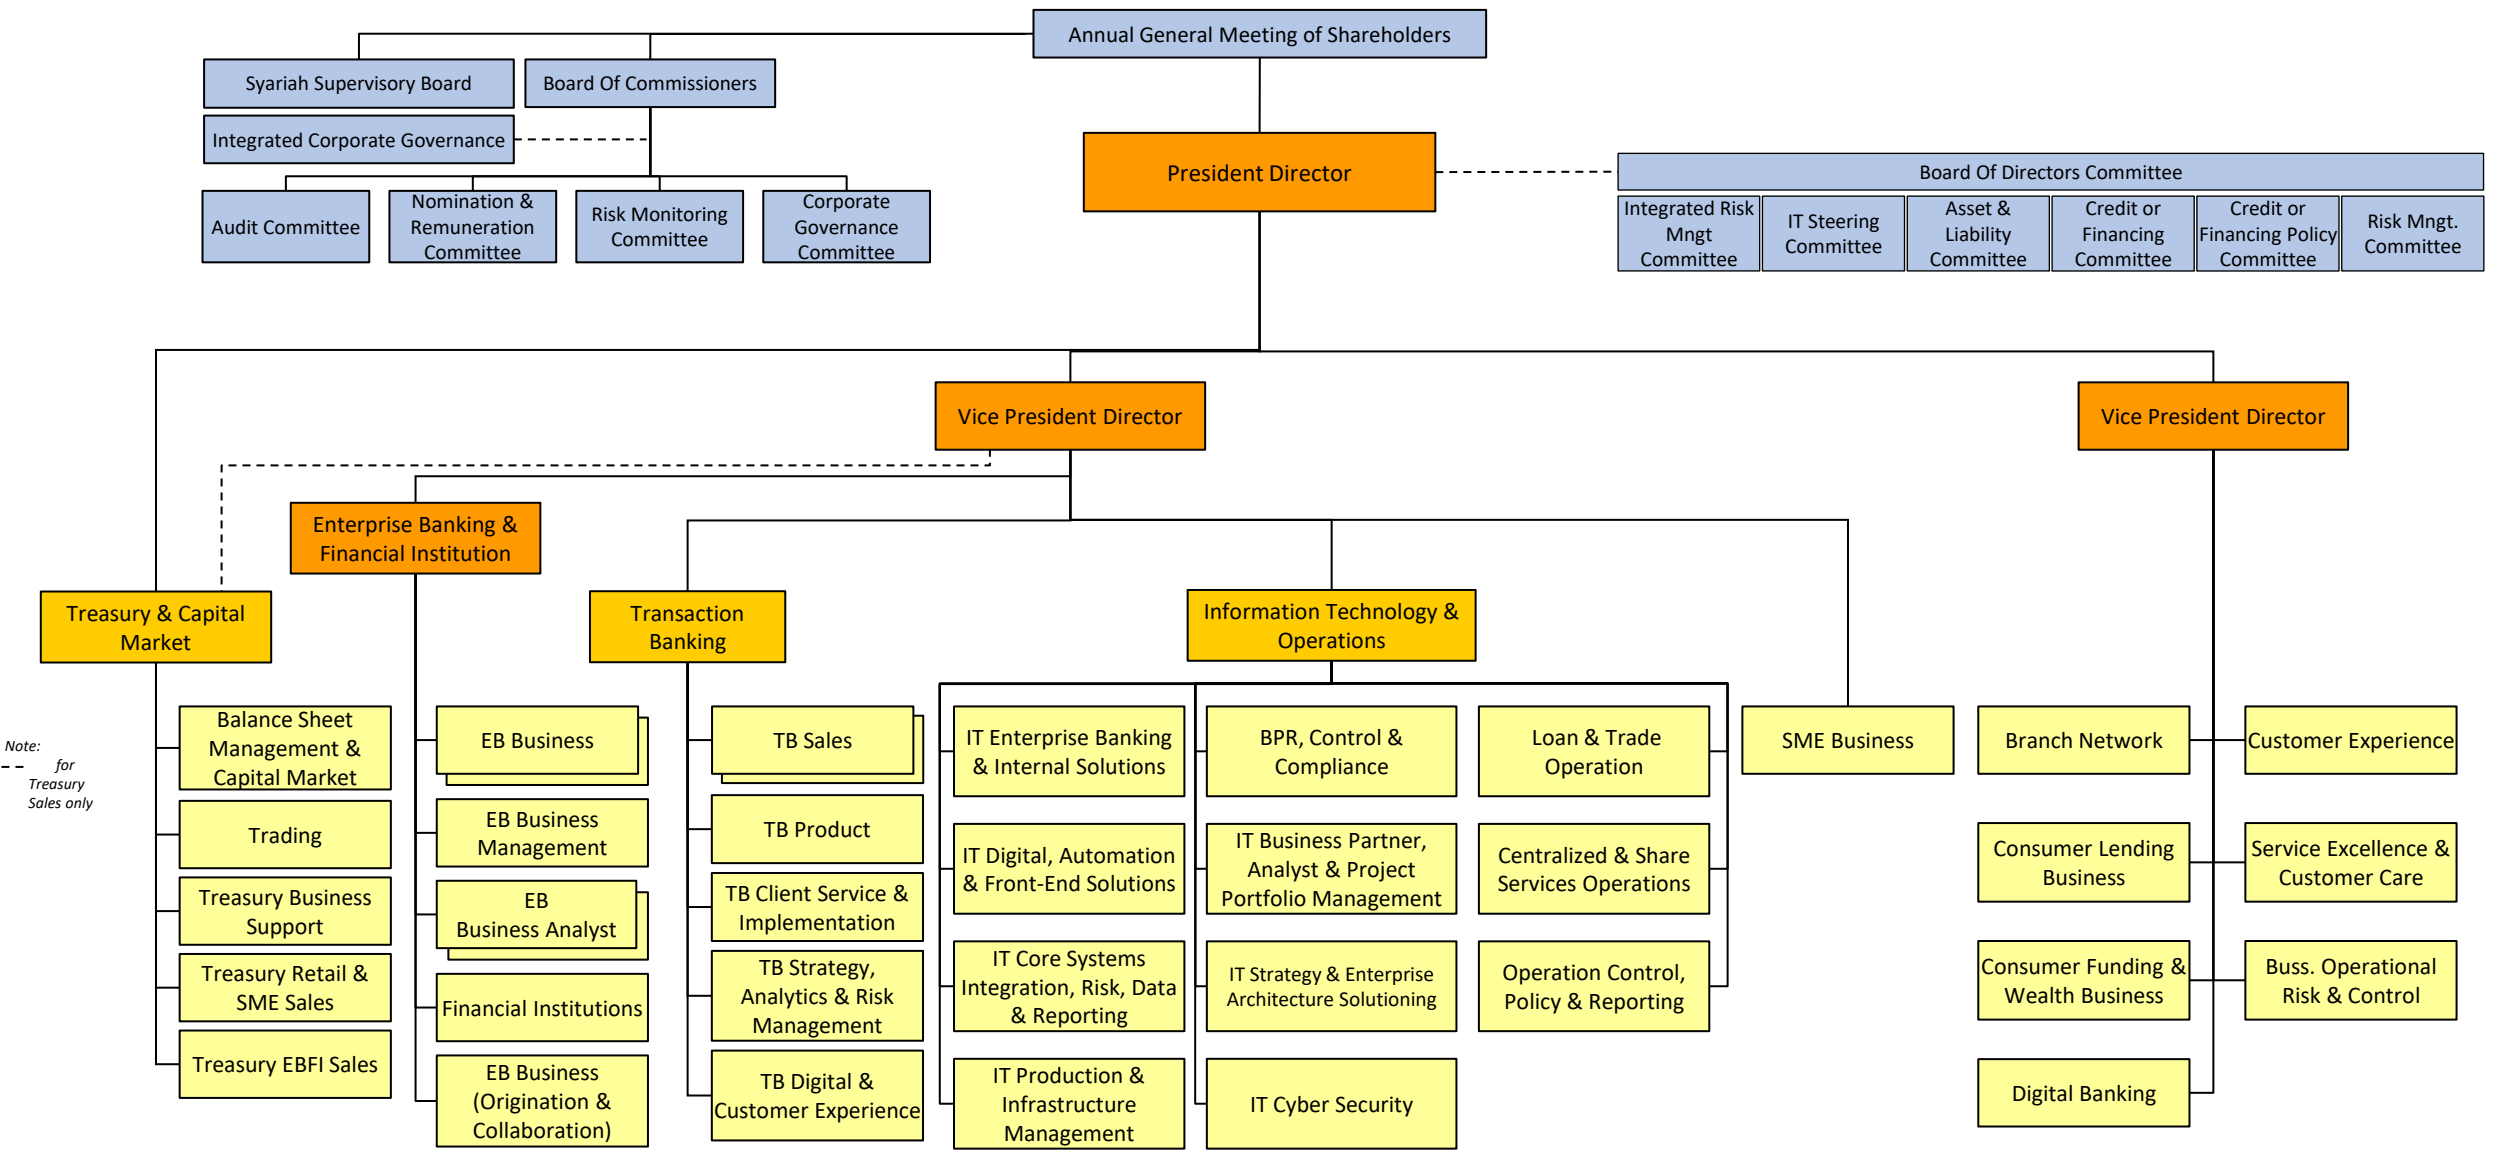 Annual General Meeting of Shareholders
Syariah Supervisory Board
Board Of Commissioners
Integrated Corporate Governance
President Director
Board Of Directors Committee
Audit Committee
Nomination &
Remuneration
Committee
Risk Monitoring
Committee
Corporate
Governance
Committee
Integrated Risk
Mngt
Committee
IT Steering
Committee
Asset &
Liability
Committee
Credit or
Financing
Committee
Credit or
Financing Policy
Committee
Risk Mngt.
Committee
Vice President Director
Vice President Director
Enterprise Banking &
Financial Institution
Treasury & Capital
Market
Transaction
Banking
Information Technology &
Operations
Note:
for
Treasury
Sales only
Balance Sheet
Management &
Capital Market
Trading
Treasury Business
Support
Treasury Retail &
SME Sales
Treasury EBFI Sales
EB Business
EB Business
Management
EB
Business Analyst
Financial Institutions
EB Business
(Origination &
Collaboration)
TB Sales
TB Product
TB Client Service &
Implementation
TB Strategy,
Analytics & Risk
Management
TB Digital &
Customer Experience
IT Enterprise Banking
& Internal Solutions
IT Digital, Automation
& Front-End Solutions
IT Core Systems
Integration, Risk, Data
& Reporting
IT Production &
Infrastructure
Management
BPR, Control &
Compliance
IT Business Partner,
Analyst & Project
Portfolio Management
IT Strategy & Enterprise
Architecture Solutioning
IT Cyber Security
Loan & Trade
Operation
Centralized & Share
Services Operations
Operation Control,
Policy & Reporting
SME Business
Branch Network
Consumer Lending
Business
Consumer Funding &
Wealth Business
Digital Banking
Customer Experience
Service Excellence &
Customer Care
Buss. Operational
Risk & Control